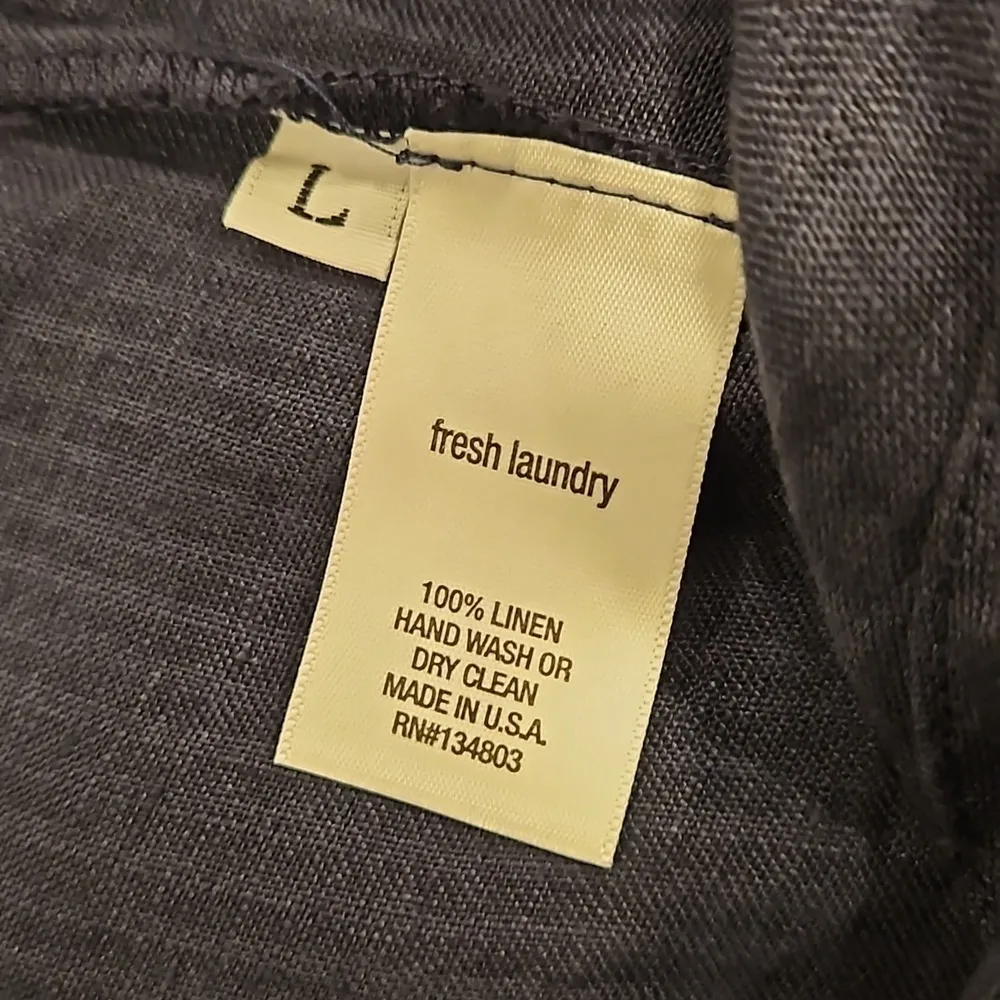 L
fresh laundry
100% LINEN
HAND WASH OR
DRY CLEAN
MADE IN U.S.A.
RN#134803